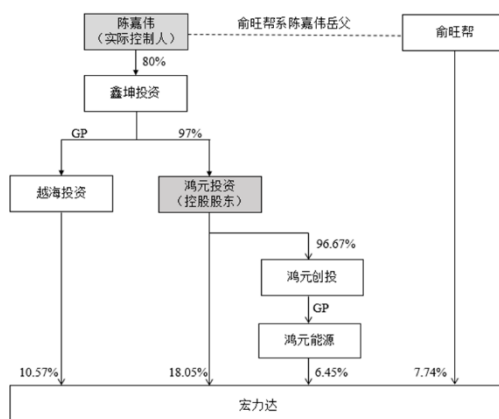 陈嘉伟
（实际控制人）
俞旺帮系陈嘉伟岳父
俞旺帮
80%
鑫坤投资
GP
97%
越海投资
鸿元投资
（控股股东）
96.67%
鸿元创投
GP
鸿元能源
10.57%
18.05%
6.45%
7.74%
宏力达